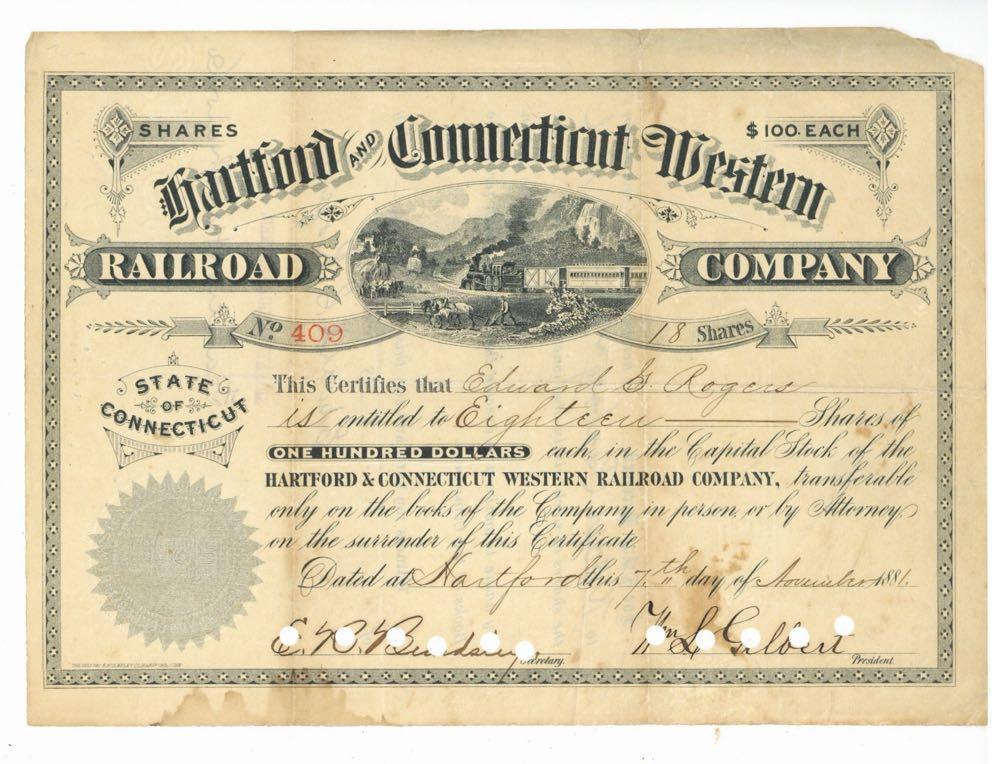 SHARES
$100. EACH
Hartford AND Connecticut Western
RAILROAD COMPANY
No 409
18 Shares
STATE
OF
CONNECTICUT
This Certifies that Edward G. Rogers
is entitled to Eighteen Shares of
ONE HUNDRED DOLLARS each, in the Capital Stock of the
HARTFORD & CONNECTICUT WESTERN RAILROAD COMPANY, transferable
only on the books of the Company in person, or by Attorney
on the surrender of this Certificate
Dated at Hartford this 7th day of November 1881.
E. R.
Secretary.
Wm L. Gilbert
President.